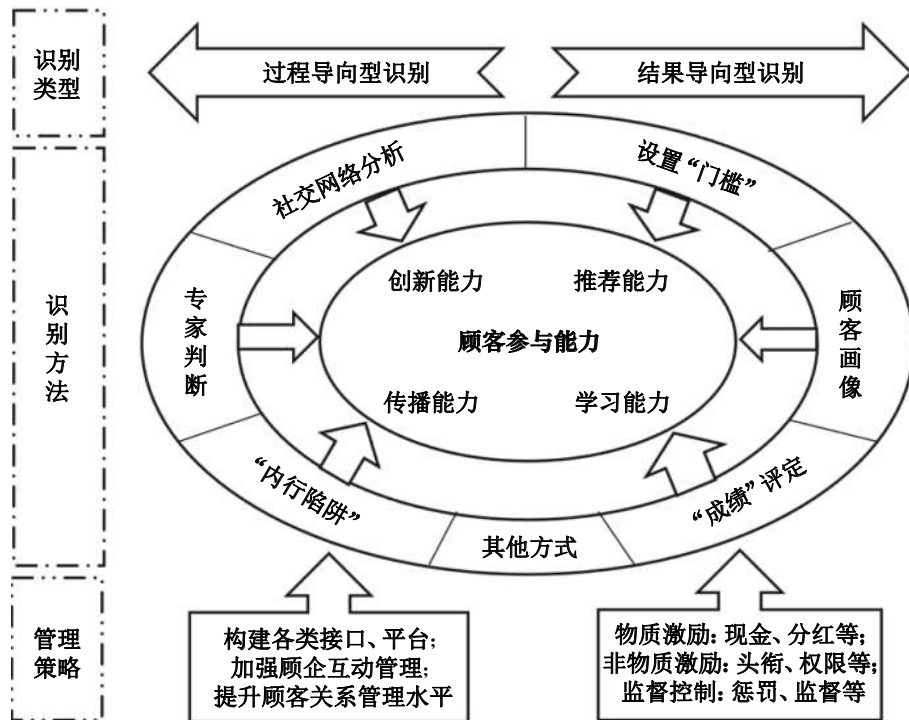 识别
类型
过程导向型识别
结果导向型识别
识别方法
社交网络分析
设置“门槛”
专家判断
顾客画像
创新能力
推荐能力
顾客参与能力
传播能力
学习能力
“内行陷阱”
“成绩”评定
其他方式
管理
策略
构建各类接口、平台;
加强顾企互动管理;
提升顾客关系管理水平
物质激励: 现金、分红等;
非物质激励: 头衔、权限等;
监督控制: 惩罚、监督等